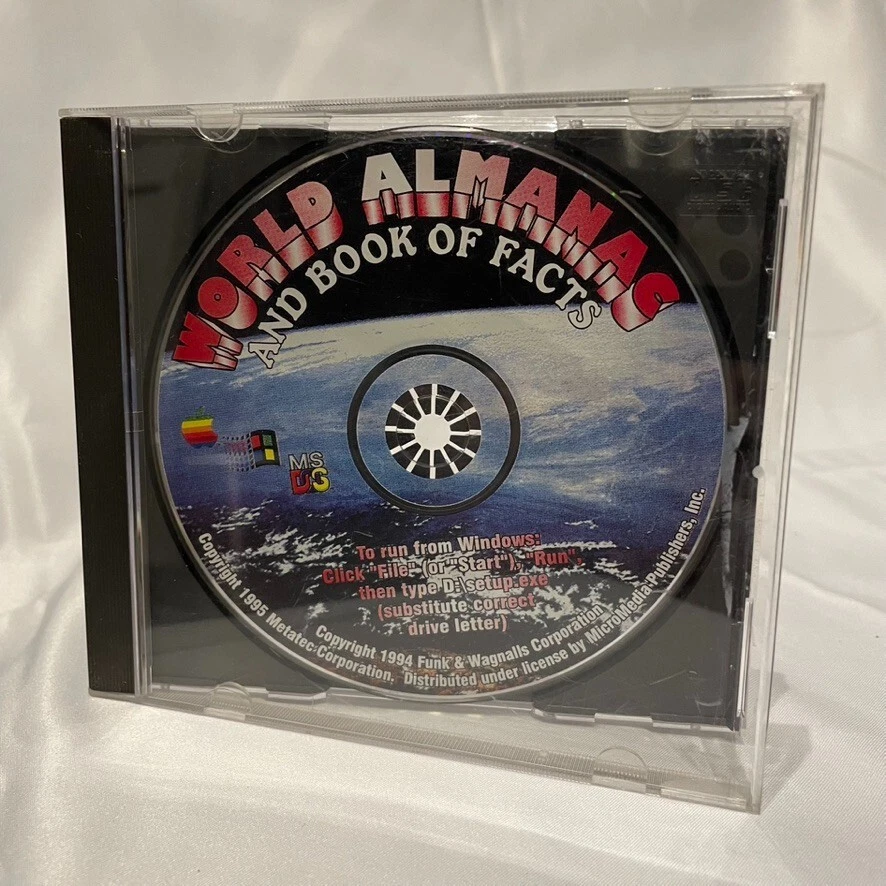 WORLD ALMANAC
AND BOOK OF FACTS
To run from Windows:
Click "File" (or "Start"), "Run",
then type D:\setup.exe
(substitute correct
drive letter)
Copyright 1994 Funk & Wagnalls Corporation
Copyright 1995 Metatec Corporation. Distributed under license by MicroMedia Publishers, Inc.